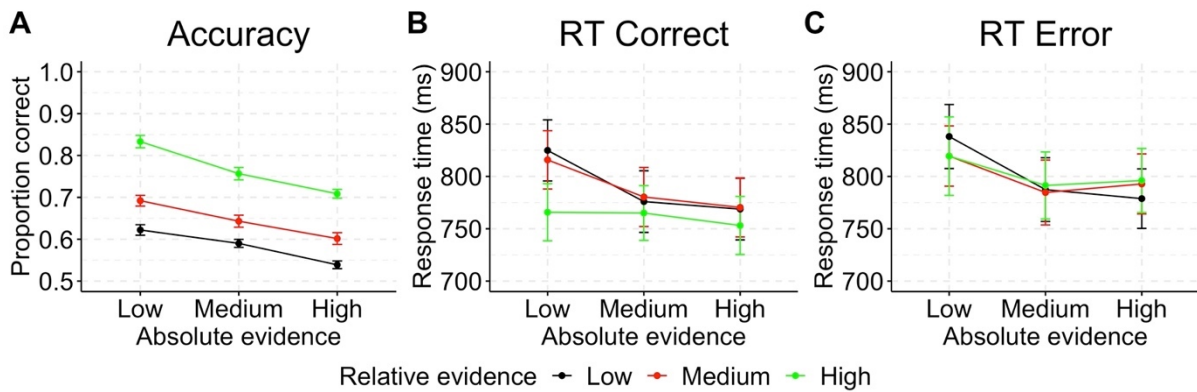 A Accuracy
Proportion correct
1.0
0.9
0.8
0.7
0.6
0.5
Low Medium High
Absolute evidence
B RT Correct
Response time (ms)
900
850
800
750
700
Low Medium High
Absolute evidence
C RT Error
Response time (ms)
900
850
800
750
700
Low Medium High
Absolute evidence
Relative evidence Low Medium High